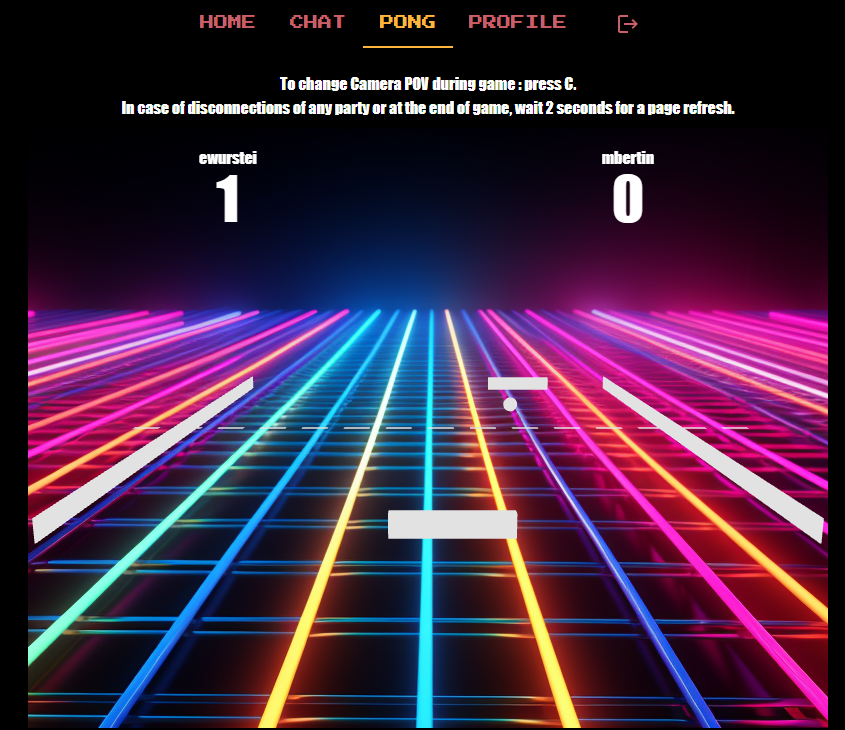 HOME CHAT PONG PROFILE
To change Camera POV during game : press C.
In case of disconnections of any party or at the end of game, wait 2 seconds for a page refresh.
ewurstei mbertin
1 0